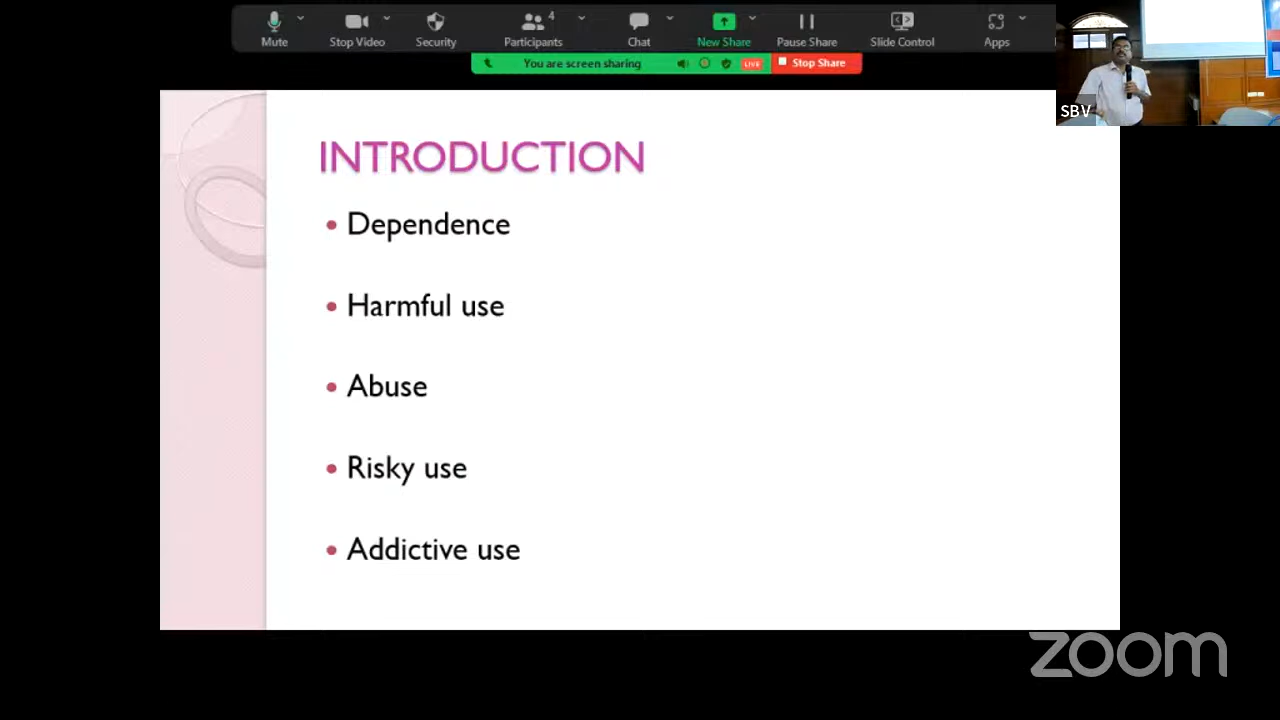 Mute
Stop Video
Security
Participants
4
Chat
New Share
Pause Share
Slide Control
Apps
You are screen sharing
LIVE
Stop Share
SBV
INTRODUCTION
• Dependence
• Harmful use
• Abuse
• Risky use
• Addictive use
zoom